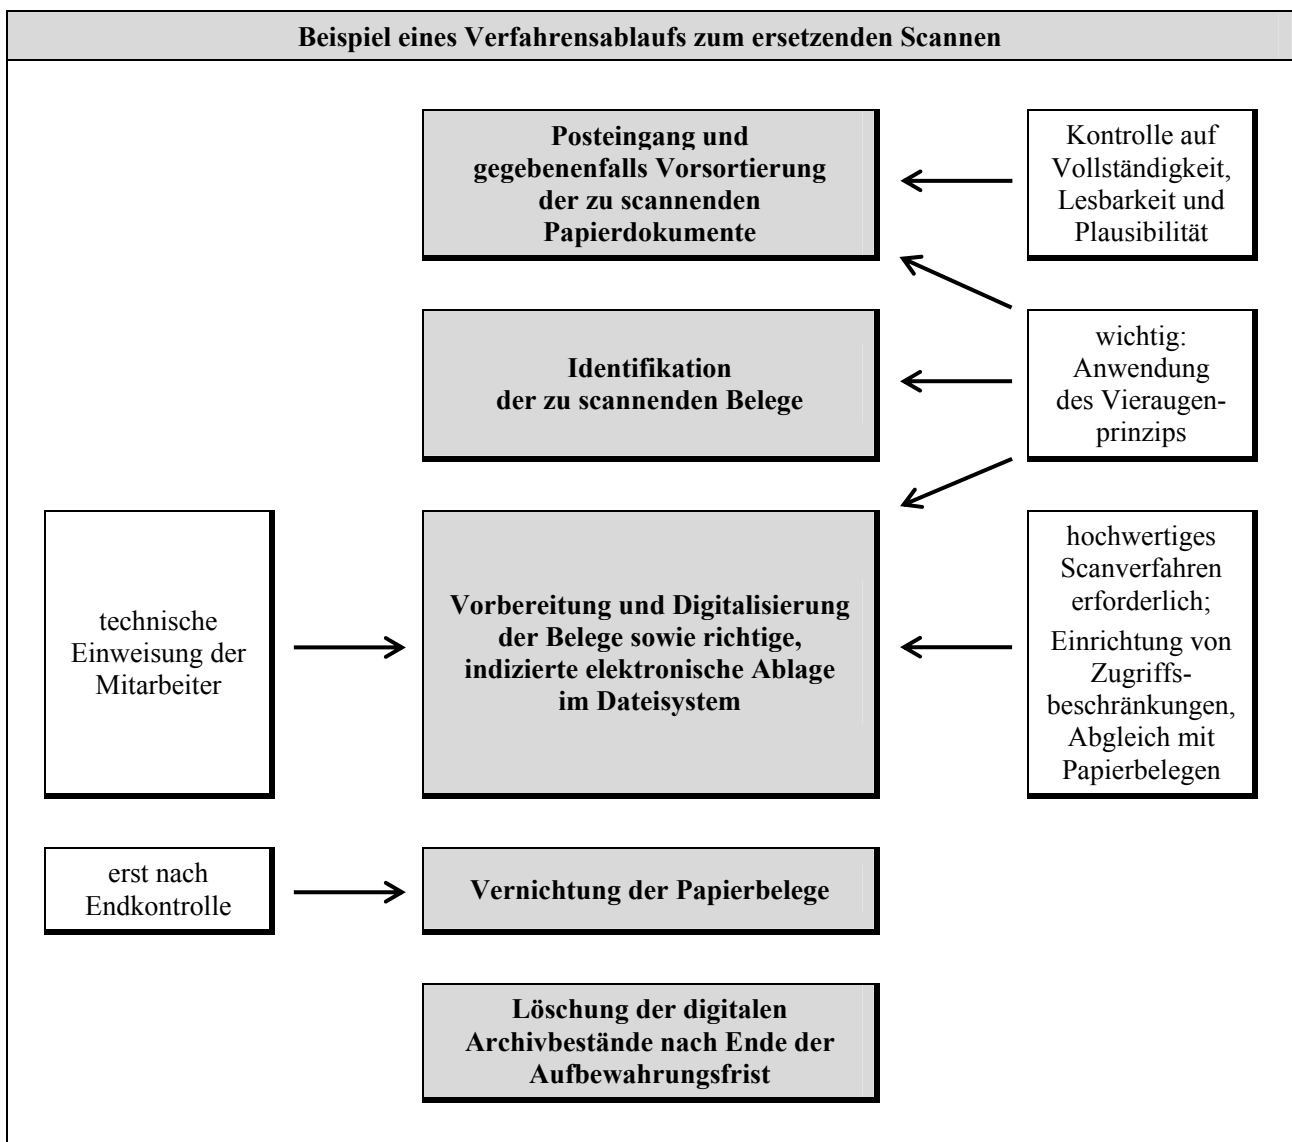 Beispiel eines Verfahrensablaufs zum ersetzenden Scannen
Posteingang und
gegebenenfalls Vorsortierung
der zu scannenden
Papierdokumente
Kontrolle auf
Vollständigkeit,
Lesbarkeit und
Plausibilität
Identifikation
der zu scannenden Belege
wichtig:
Anwendung
des Vieraugen-
prinzips
technische
Einweisung der
Mitarbeiter
Vorbereitung und Digitalisierung
der Belege sowie richtige,
indizierte elektronische Ablage
im Dateisystem
hochwertiges
Scanverfahren
erforderlich;
Einrichtung von
Zugriffs-
beschränkungen,
Abgleich mit
Papierbelegen
erst nach
Endkontrolle
Vernichtung der Papierbelege
Löschung der digitalen
Archivbestände nach Ende der
Aufbewahrungsfrist